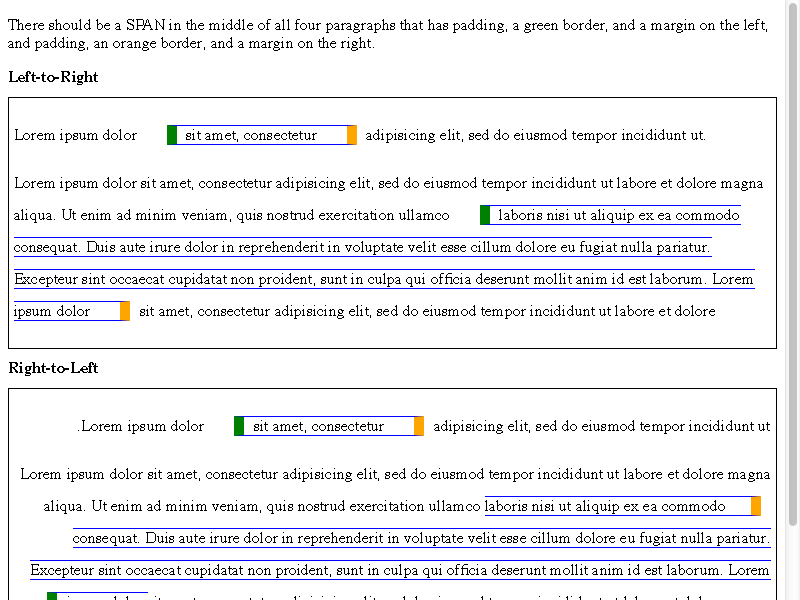 There should be a SPAN in the middle of all four paragraphs that has padding, a green border, and a margin on the left,
and padding, an orange border, and a margin on the right.
Left-to-Right
Lorem ipsum dolor sit amet, consectetur adipisicing elit, sed do eiusmod tempor incididunt ut.
Lorem ipsum dolor sit amet, consectetur adipisicing elit, sed do eiusmod tempor incididunt ut labore et dolore magna
aliqua. Ut enim ad minim veniam, quis nostrud exercitation ullamco laboris nisi ut aliquip ex ea commodo
consequat. Duis aute irure dolor in reprehenderit in voluptate velit esse cillum dolore eu fugiat nulla pariatur.
Excepteur sint occaecat cupidatat non proident, sunt in culpa qui officia deserunt mollit anim id est laborum. Lorem
ipsum dolor sit amet, consectetur adipisicing elit, sed do eiusmod tempor incididunt ut labore et dolore
Right-to-Left
.Lorem ipsum dolor sit amet, consectetur adipisicing elit, sed do eiusmod tempor incididunt ut
Lorem ipsum dolor sit amet, consectetur adipisicing elit, sed do eiusmod tempor incididunt ut labore et dolore magna
aliqua. Ut enim ad minim veniam, quis nostrud exercitation ullamco laboris nisi ut aliquip ex ea commodo
consequat. Duis aute irure dolor in reprehenderit in voluptate velit esse cillum dolore eu fugiat nulla pariatur.
Excepteur sint occaecat cupidatat non proident, sunt in culpa qui officia deserunt mollit anim id est laborum. Lorem